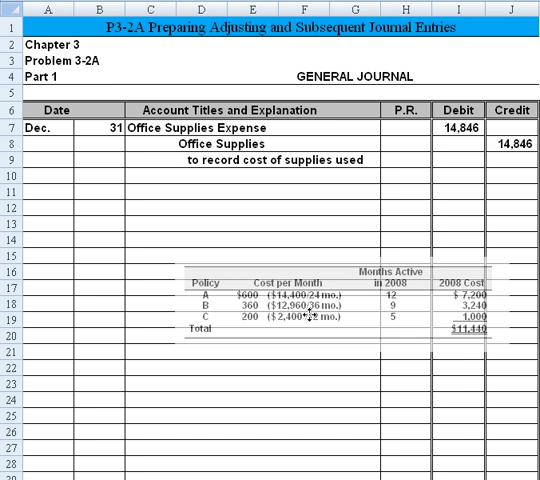 A B C D E F G H I J
1 P3-2A Preparing Adjusting and Subsequent Journal Entries
2 Chapter 3
3 Problem 3-2A
4 Part 1 GENERAL JOURNAL
5
6 Date Account Titles and Explanation P.R. Debit Credit
7 Dec. 31 Office Supplies Expense 14,846
8 Office Supplies 14,846
9 to record cost of supplies used
10
11
12
13
14
15
16 Months Active
17 Policy Cost per Month in 2008 2008 Cost
A $600 ($14,400/24 mo.) 12 $ 7,200
18 B 360 ($12,960/36 mo.) 9 3,240
19 C 200 mo.) 5 1,000
20 Total $11,440
21
22
23
24
25
26
27
28